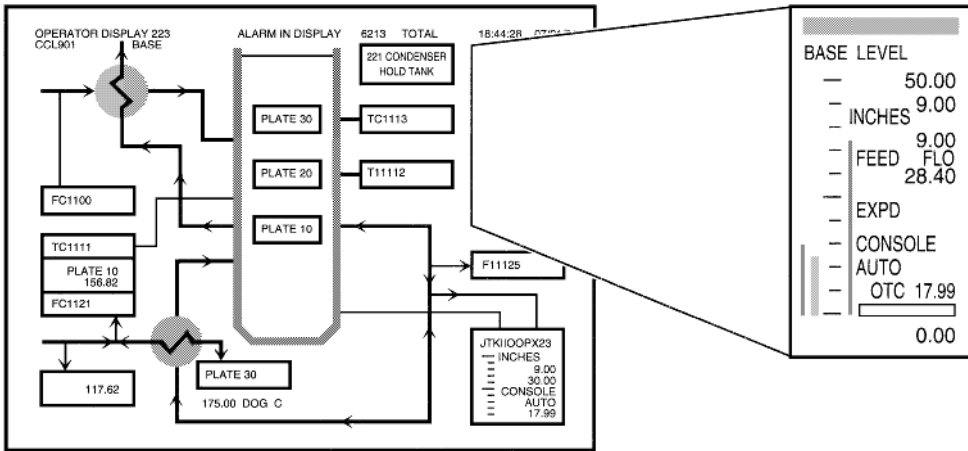 OPERATOR DISPLAY 223 ALARM IN DISPLAY 6213 TOTAL 18:44:28
CCL901 BASE
221 CONDENSER
HOLD TANK
PLATE 30
TC1113
PLATE 20
T11112
FC1100
PLATE 10
TC1111
PLATE 10
156.82
FC1121
F11125
117.62
PLATE 30
175.00 DOG C
JTKIIOOPX23
INCHES
9.00
30.00
CONSOLE
AUTO
17.99
BASE LEVEL
50.00
9.00
INCHES
9.00
FEED FLO
28.40
EXPD
CONSOLE
AUTO
OTC 17.99
0.00